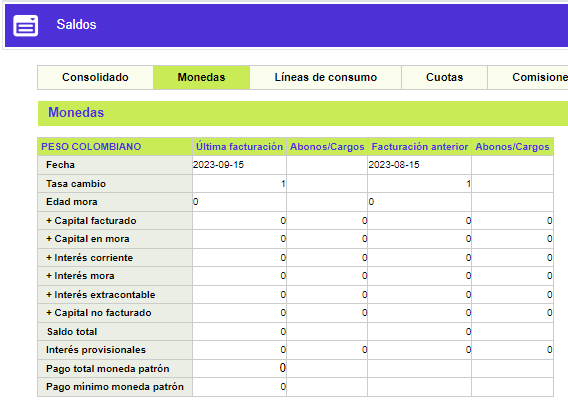 Saldos
Consolidado Monedas Líneas de consumo Cuotas Comisione
Monedas
PESO COLOMBIANO Última facturación Abonos/Cargos Facturación anterior Abonos/Cargos
Fecha 2023-09-15 2023-08-15
Tasa cambio 1 1
Edad mora 0 0
+ Capital facturado 0 0 0 0
+ Capital en mora 0 0 0 0
+ Interés corriente 0 0 0 0
+ Interés mora 0 0 0 0
+ Interés extracontable 0 0 0 0
+ Capital no facturado 0 0 0 0
Saldo total 0 0
Interés provisionales 0 0 0 0
Pago total moneda patrón 0
Pago mínimo moneda patrón 0